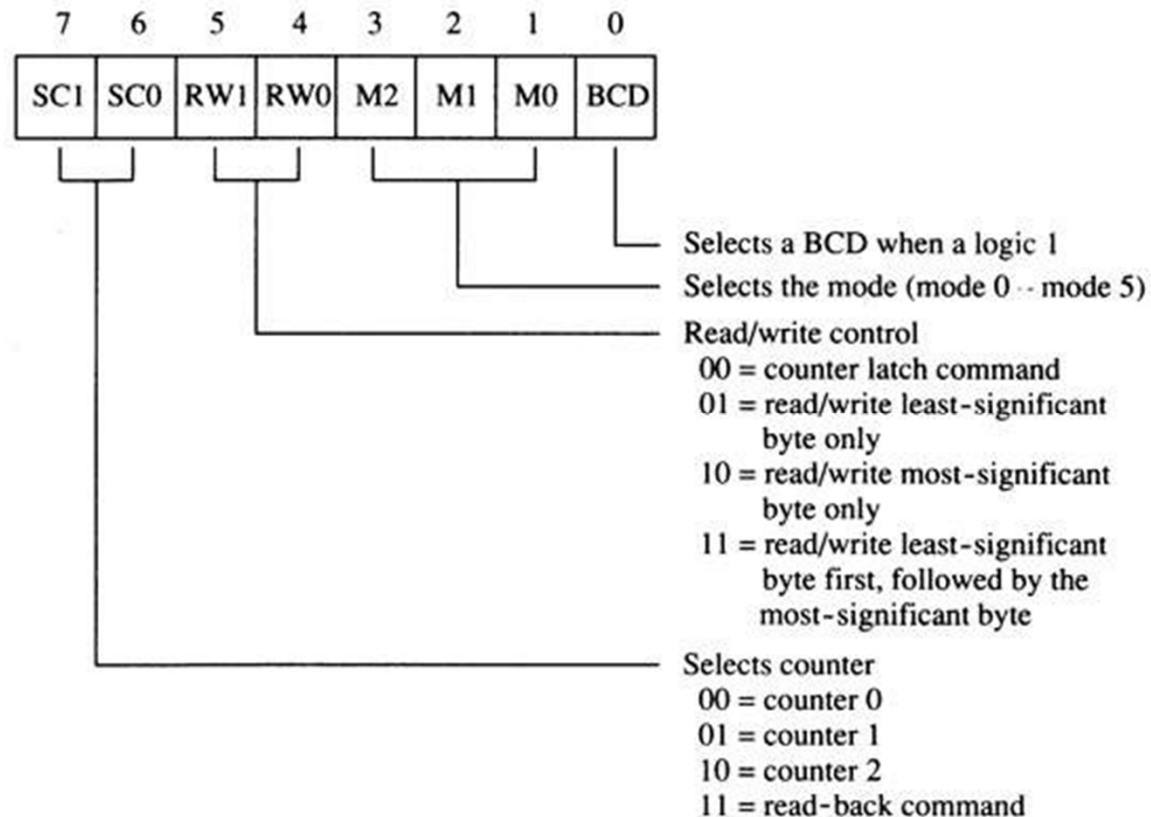 7 6 5 4 3 2 1 0
SC1 SC0 RW1 RW0 M2 M1 M0 BCD
Selects a BCD when a logic 1
Selects the mode (mode 0 -- mode 5)
Read/write control
00 = counter latch command
01 = read/write least-significant
byte only
10 = read/write most-significant
byte only
11 = read/write least-significant
byte first, followed by the
most-significant byte
Selects counter
00 = counter 0
01 = counter 1
10 = counter 2
11 = read-back command